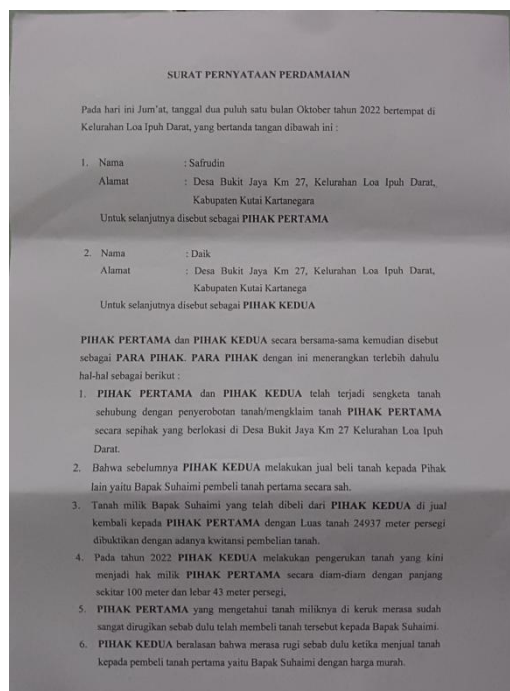 SURAT PERNYATAAN PERDAMAIAN
Pada hari ini Jum'at, tanggal dua puluh satu bulan Oktober tahun 2022 bertempat di
Kelurahan Loa Ipuh Darat, yang bertanda tangan dibawah ini :
1. Nama : Safrudin
Alamat : Desa Bukit Jaya Km 27, Kelurahan Loa Ipuh Darat,
Kabupaten Kutai Kartanegara
Untuk selanjutnya disebut sebagai PIHAK PERTAMA
2. Nama : Daik
Alamat : Desa Bukit Jaya Km 27, Kelurahan Loa Ipuh Darat,
Kabupaten Kutai Kartanega
Untuk selanjutnya disebut sebagai PIHAK KEDUA
PIHAK PERTAMA dan PIHAK KEDUA secara bersama-sama kemudian disebut
sebagai PARA PIHAK. PARA PIHAK dengan ini menerangkan terlebih dahulu
hal-hal sebagai berikut :
1. PIHAK PERTAMA dan PIHAK KEDUA telah terjadi sengketa tanah
sehubung dengan penyerobotan tanah/mengklaim tanah PIHAK PERTAMA
secara sepihak yang berlokasi di Desa Bukit Jaya Km 27 Kelurahan Loa Ipuh
Darat.
2. Bahwa sebelumnya PIHAK KEDUA melakukan jual beli tanah kepada Pihak
lain yaitu Bapak Suhaimi pembeli tanah pertama secara sah.
3. Tanah milik Bapak Suhaimi yang telah dibeli dari PIHAK KEDUA di jual
kembali kepada PIHAK PERTAMA dengan Luas tanah 24937 meter persegi
dibuktikan dengan adanya kwitansi pembelian tanah.
4. Pada tahun 2022 PIHAK KEDUA melakukan pengerukan tanah yang kini
menjadi hak milik PIHAK PERTAMA secara diam-diam dengan panjang
sekitar 100 meter dan lebar 43 meter persegi,
5. PIHAK PERTAMA yang mengetahui tanah miliknya di keruk merasa sudah
sangat dirugikan sebab dulu telah membeli tanah tersebut kepada Bapak Suhaimi.
6. PIHAK KEDUA beralasan bahwa merasa rugi sebab dulu ketika menjual tanah
kepada pembeli tanah pertama yaitu Bapak Suhaimi dengan harga murah.